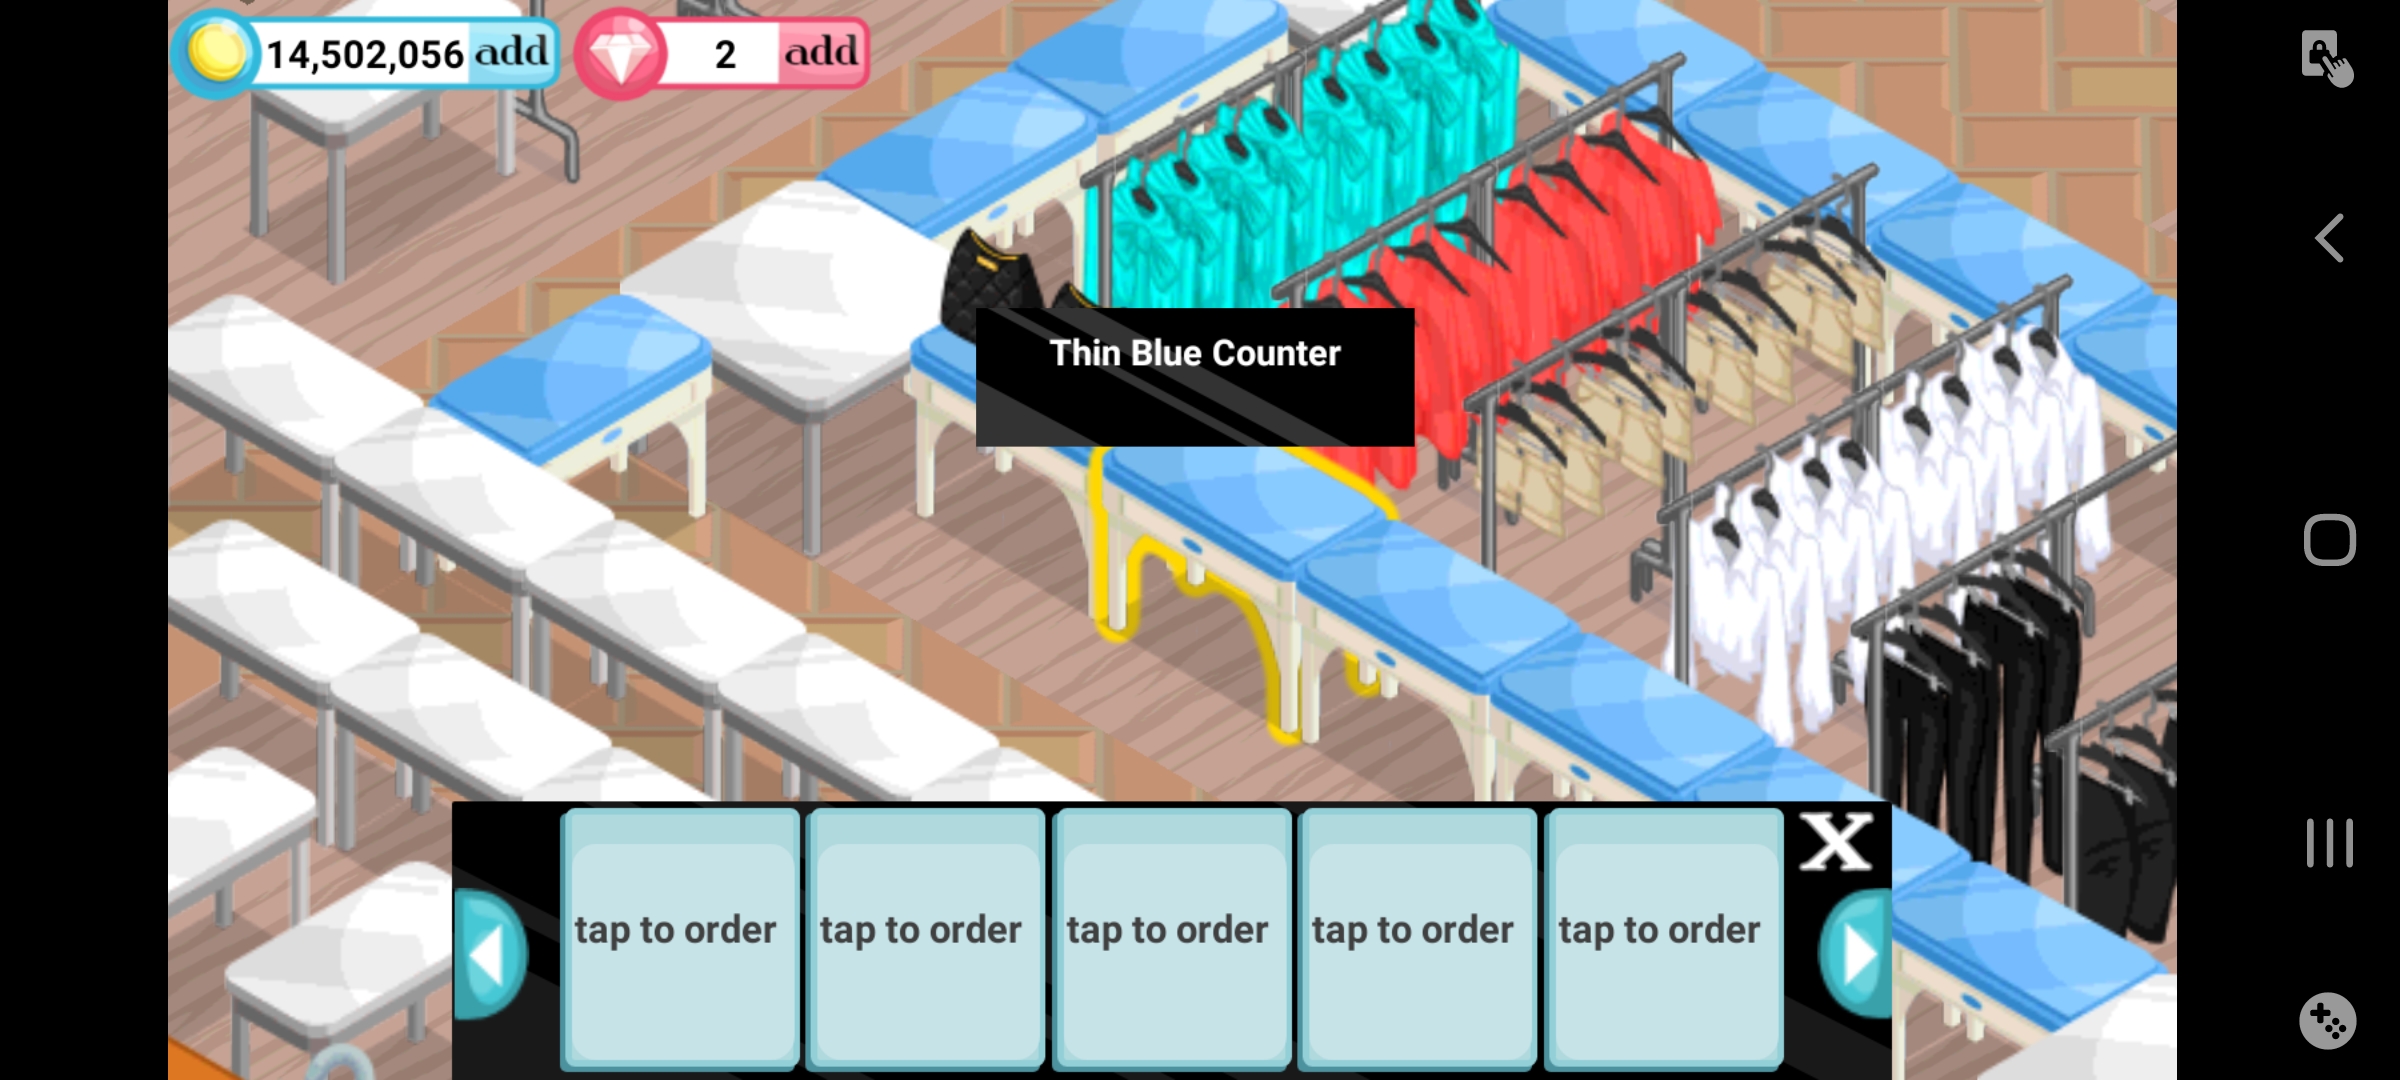 14,502,056 add 2 add
Thin Blue Counter
X
tap to order tap to order tap to order tap to order tap to order